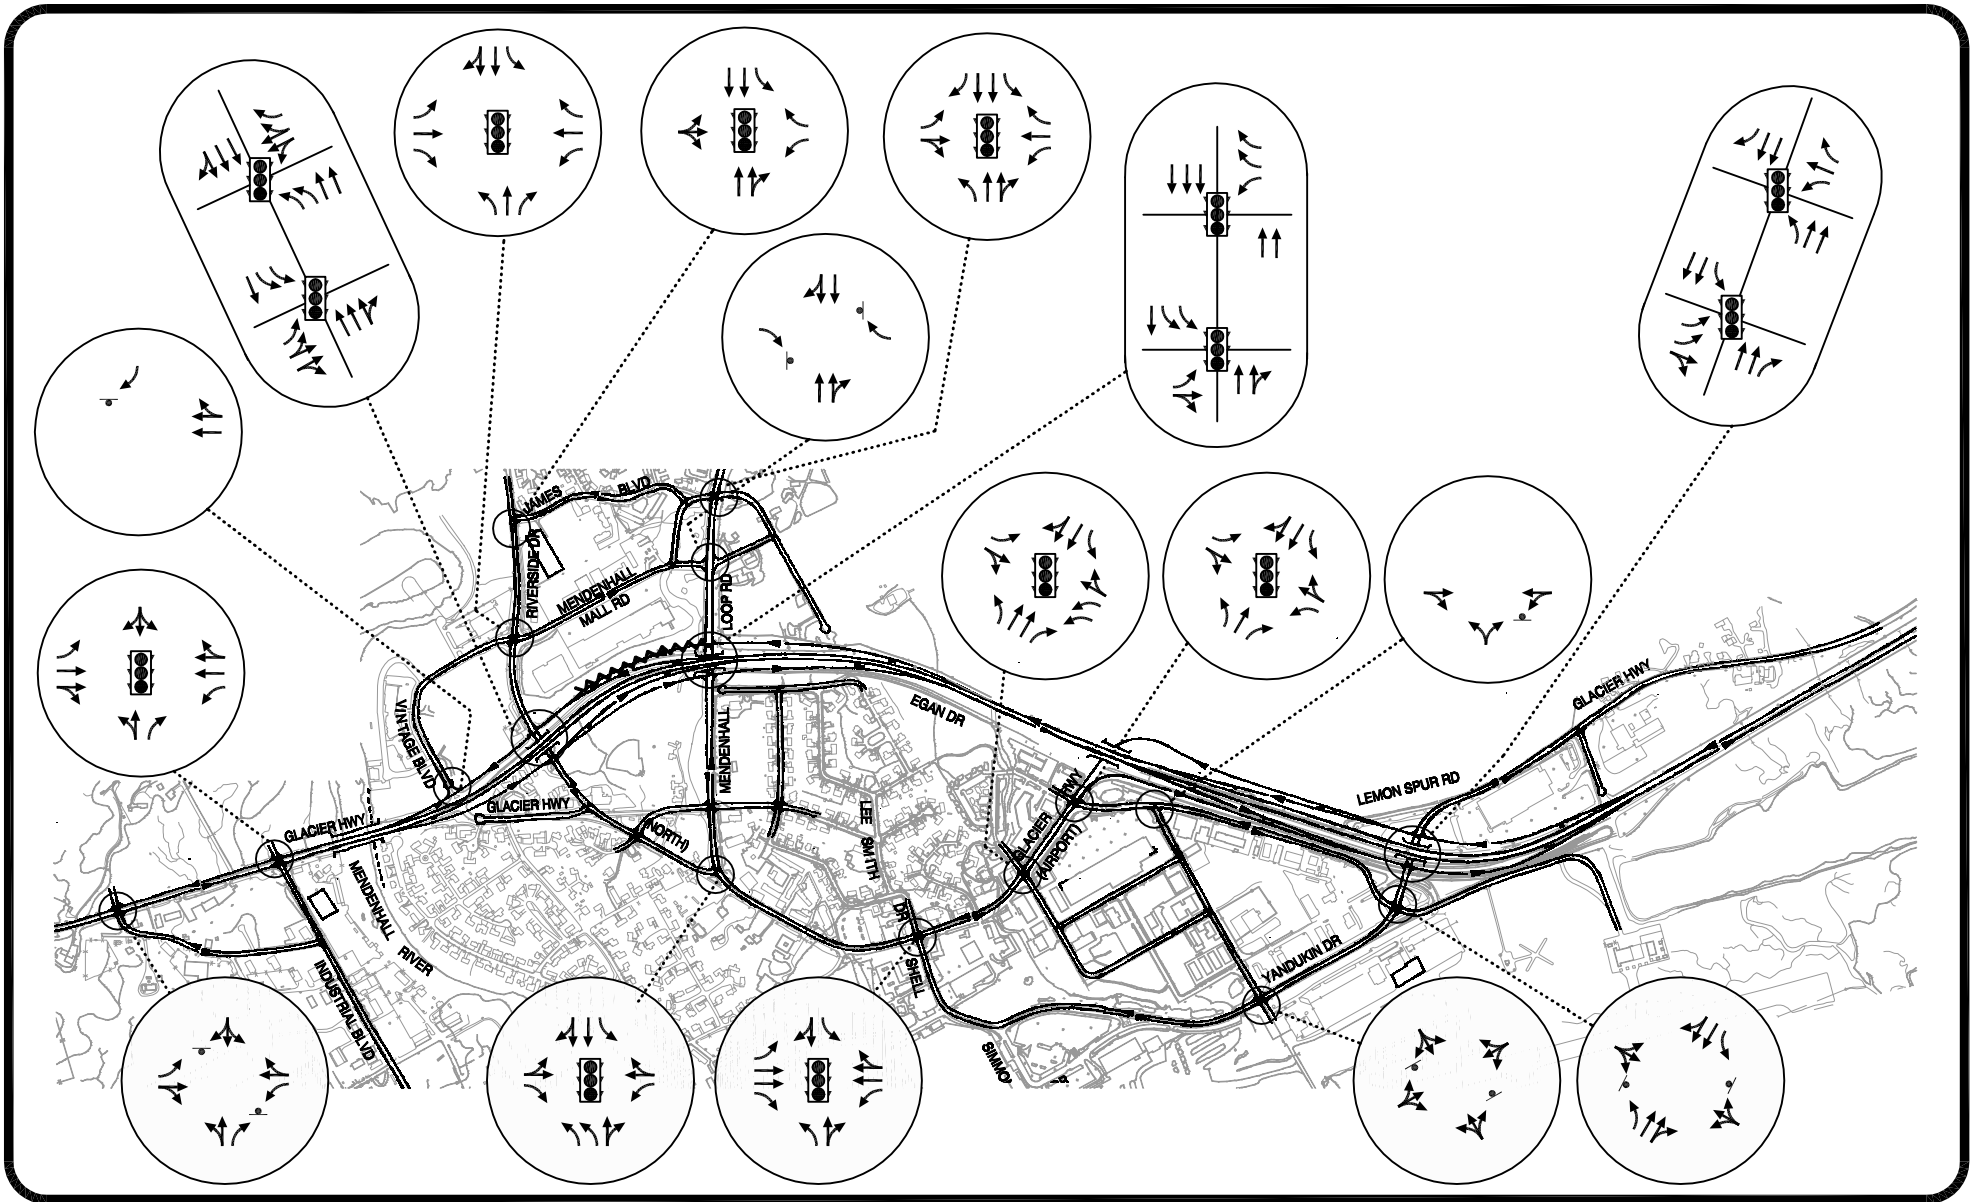 JAMES BLVD
RIVERSIDE DR
MENDENHALL
MALL RD
LOOP RD
VINTAGE BLVD
EGAN DR
GLACIER HWY
LEMON SPUR RD
GLACIER HWY
GLACIER HWY
MENDENHALL
(NORTH)
LEE SMITH DR
GLACIER HWY
(AIRPORT)
MENDENHALL RIVER
INDUSTRIAL BLVD
SHELL
YANDUKIN DR